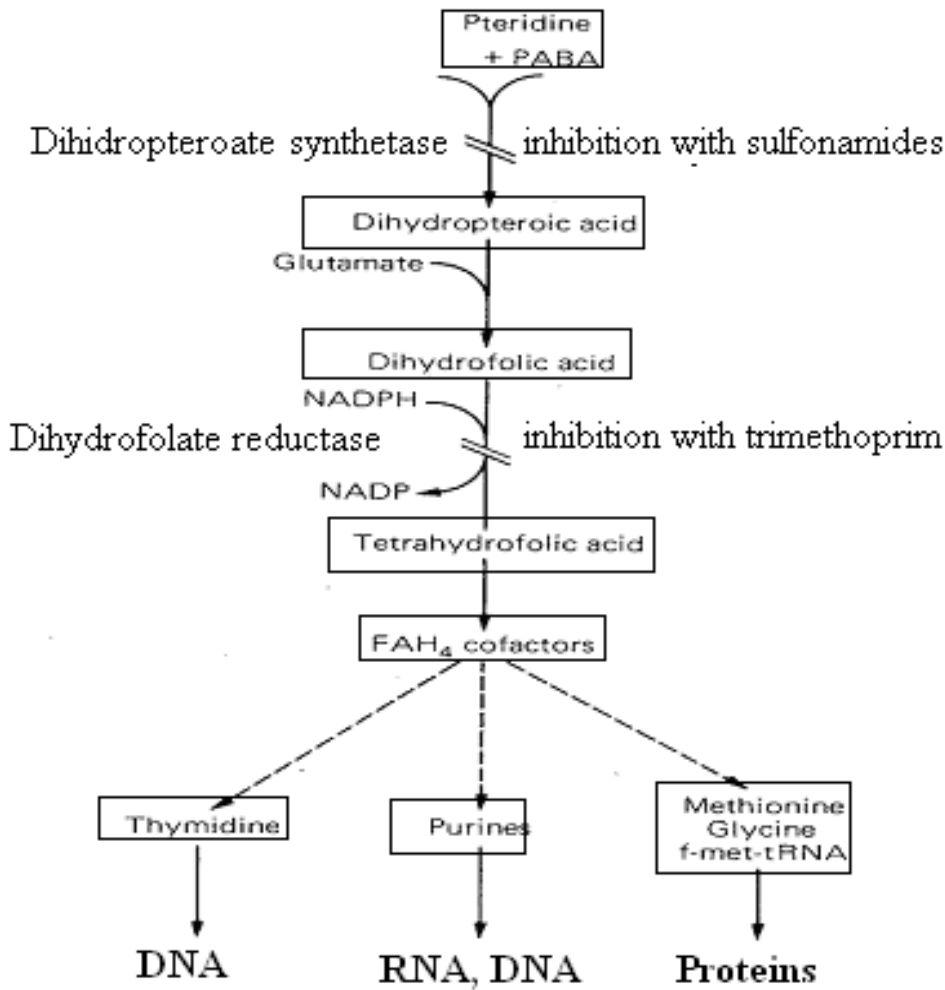 Pteridine
+ PABA
Dihidropteroate synthetase
inhibition with sulfonamides
Dihydropteroic acid
Glutamate
Dihydrofolic acid
NADPH
Dihydrofolate reductase
inhibition with trimethoprim
NADP
Tetrahydrofolic acid
FAH₄ cofactors
Thymidine
Purines
Methionine
Glycine
f-met-tRNA
DNA
RNA, DNA
Proteins